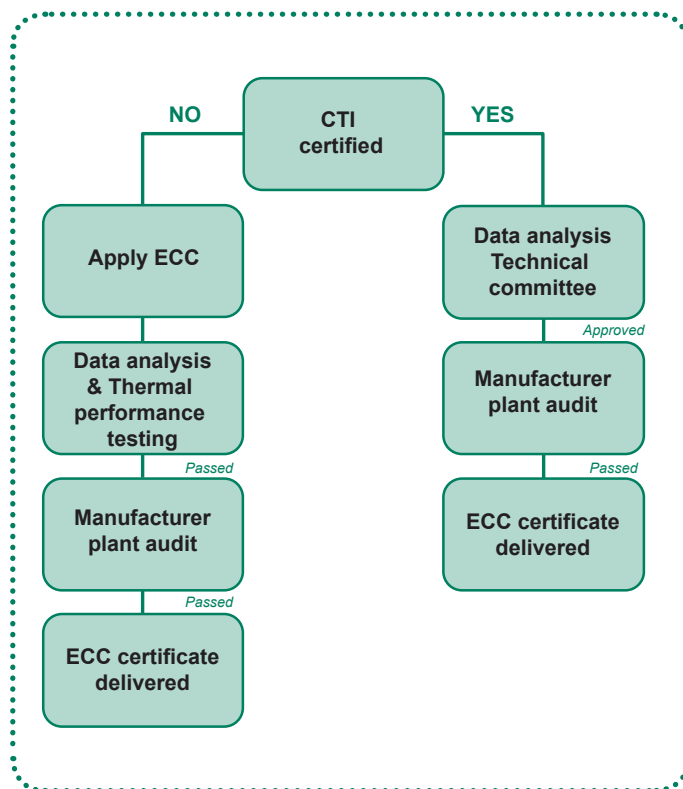 CTI
certified
NO
YES
Apply ECC
Data analysis
& Thermal
performance
testing
Passed
Manufacturer
plant audit
Passed
ECC certificate
delivered
Data analysis
Technical
committee
Approved
Manufacturer
plant audit
Passed
ECC certificate
delivered